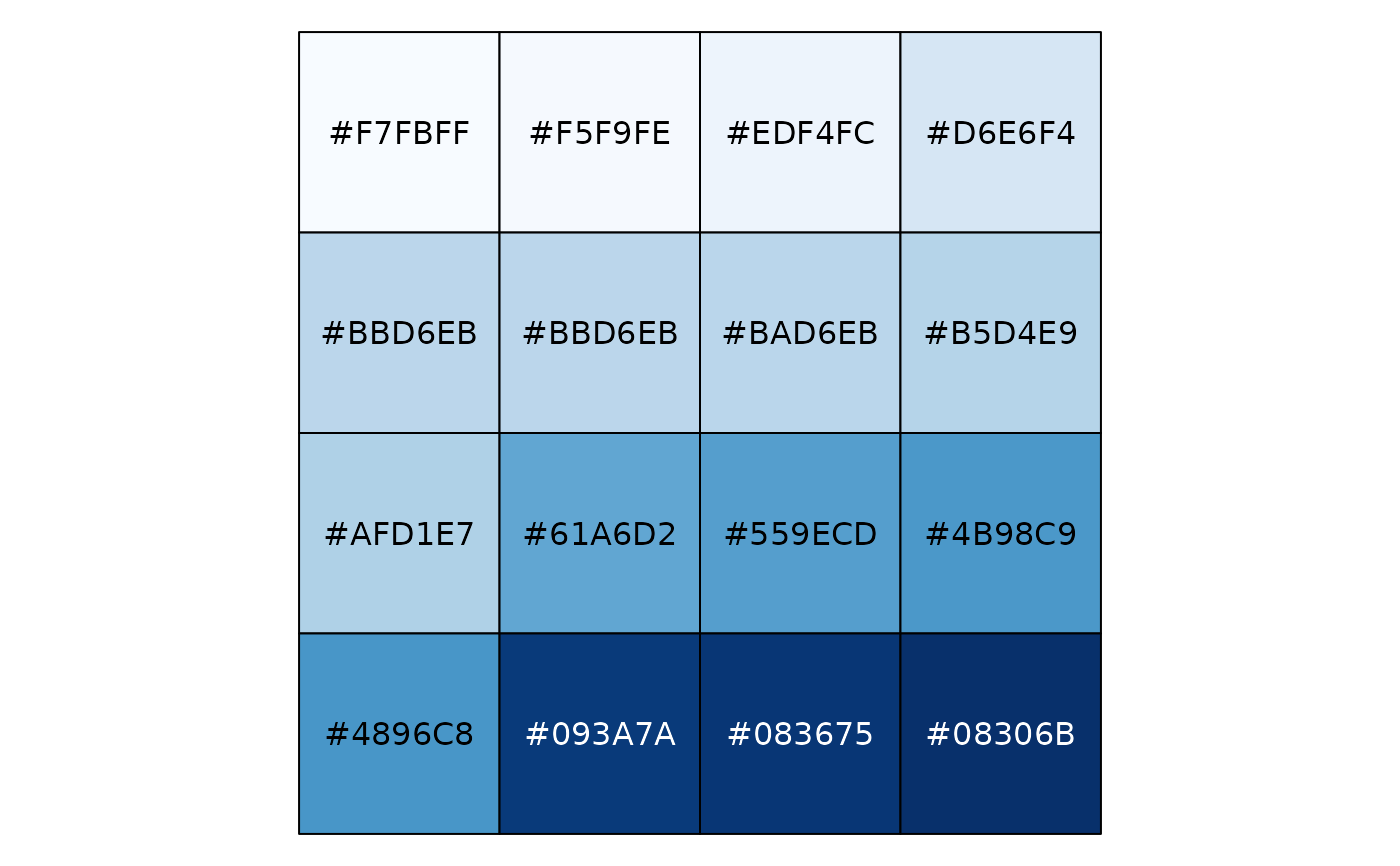 #F7FBFF #F5F9FE #EDF4FC #D6E6F4
#BBD6EB #BBD6EB #BAD6EB #B5D4E9
#AFD1E7 #61A6D2 #559ECD #4B98C9
#4896C8 #093A7A #083675 #08306B